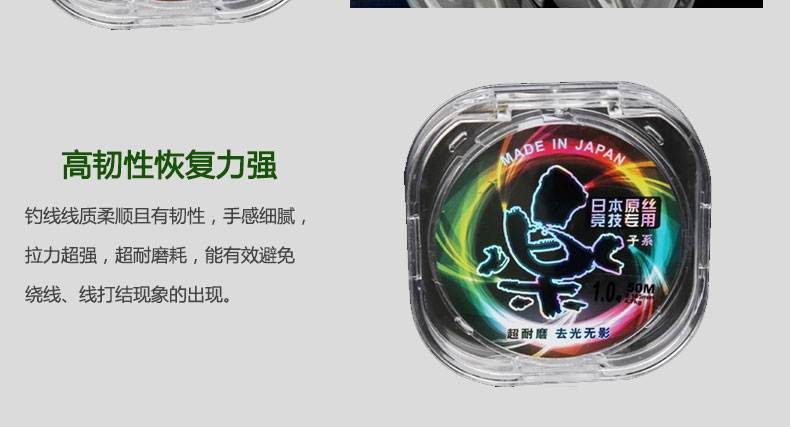 高韧性恢复力强
钓线线质柔顺且有韧性，手感细腻，
拉力超强，超耐磨耗，能有效避免
绕线、线打结现象的出现。
MADE IN JAPAN
日本原丝
竞技专用
子系
1.0号 50M
超耐磨 去光无影